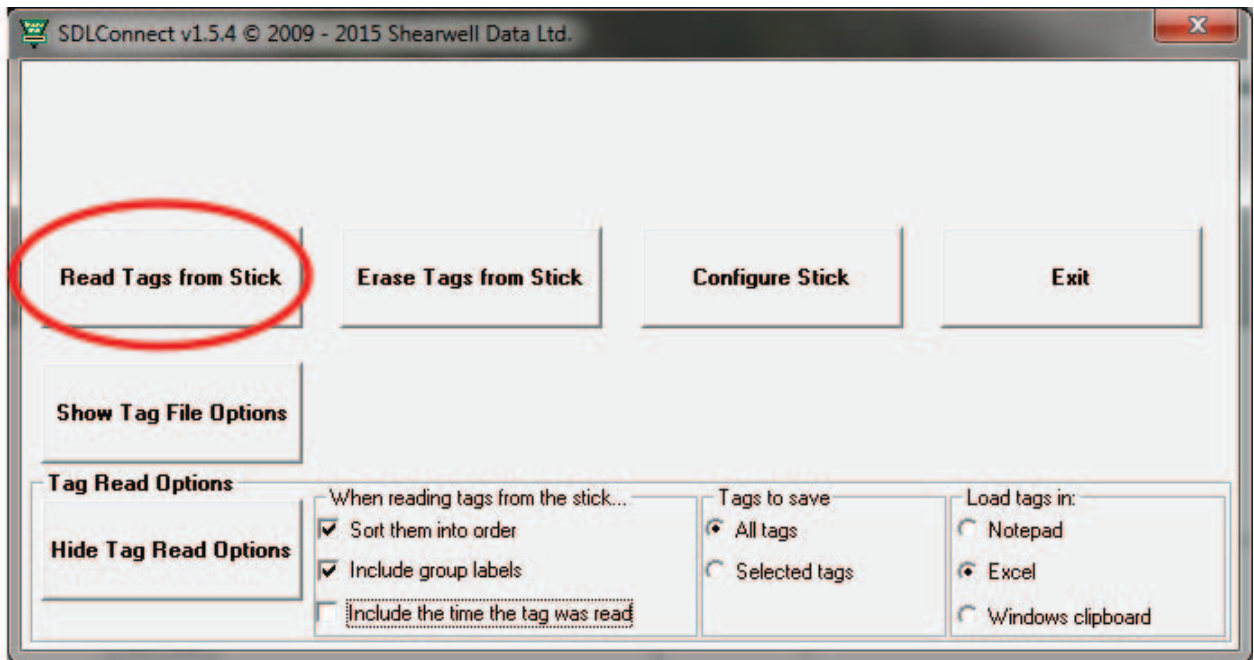 SDLConnect v1.5.4 © 2009 - 2015 Shearwell Data Ltd.
Read Tags from Stick
Erase Tags from Stick
Configure Stick
Exit
Show Tag File Options
Tag Read Options
Hide Tag Read Options
When reading tags from the stick...
Sort them into order
Include group labels
Include the time the tag was read
Tags to save
All tags
Selected tags
Load tags in:
Notepad
Excel
Windows clipboard